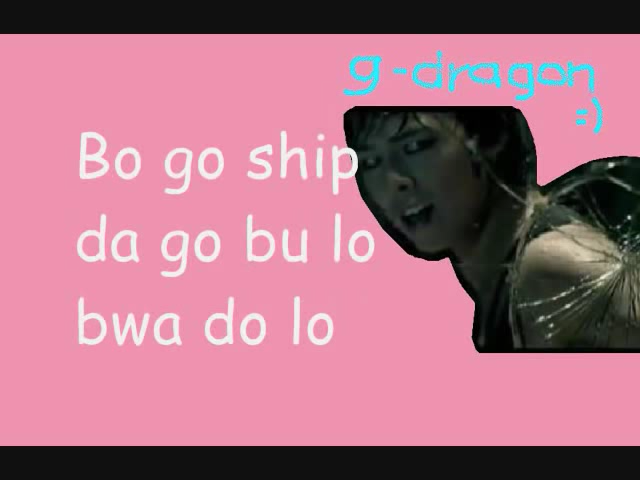 g-dragon
=)
Bo go ship
da go bu lo
bwa do lo